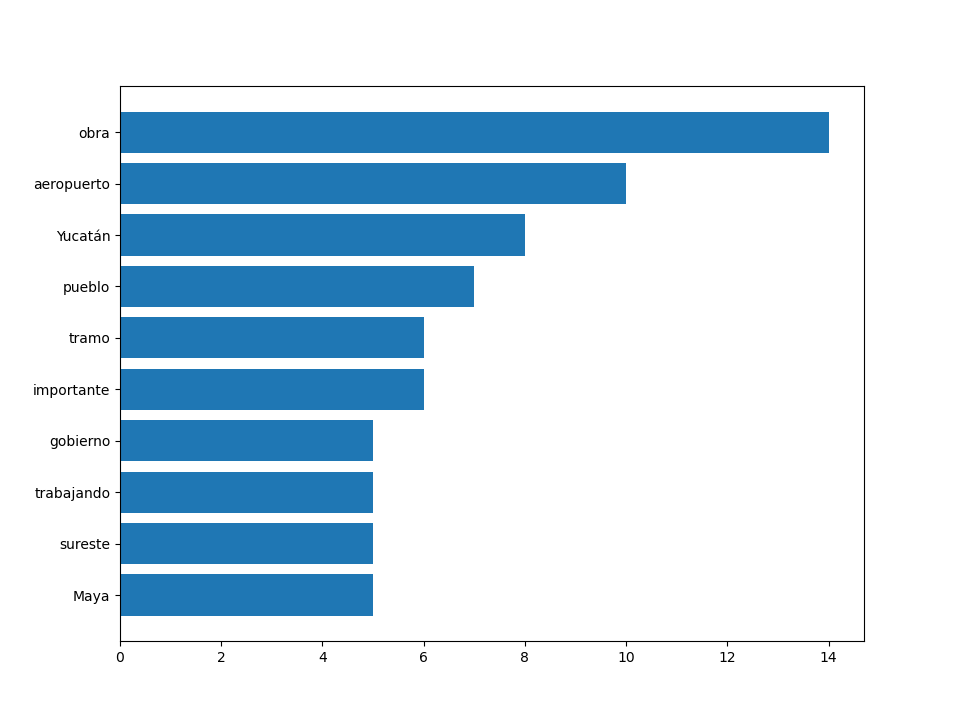 obra
aeropuerto
Yucatán
pueblo
tramo
importante
gobierno
trabajando
sureste
Maya
0 2 4 6 8 10 12 14